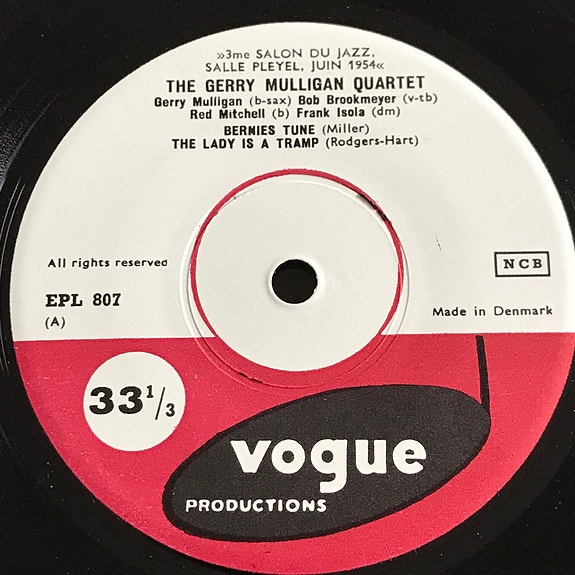 »3me SALON DU JAZZ,
SALLE PLEYEL, JUIN 1954«
THE GERRY MULLIGAN QUARTET
Gerry Mulligan (b-sax) Bob Brookmeyer (v-tb)
Red Mitchell (b) Frank Isola (dm)
BERNIES TUNE (Miller)
THE LADY IS A TRAMP (Rodgers-Hart)
All rights reserved
NCB
EPL 807
(A)
Made in Denmark
33 1/3
vogue
PRODUCTIONS